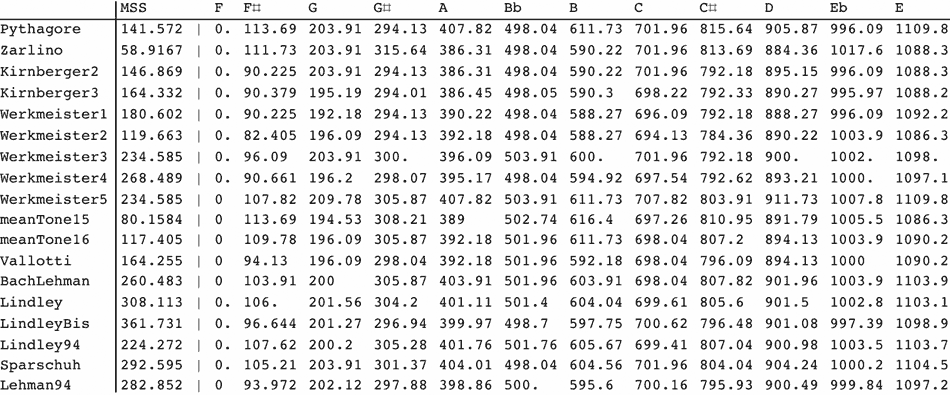 MSS F F⌗ G G⌗ A Bb B C C⌗ D Eb E
Pythagore 141.572 | 0. 113.69 203.91 294.13 407.82 498.04 611.73 701.96 815.64 905.87 996.09 1109.8
Zarlino 58.9167 | 0. 111.73 203.91 315.64 386.31 498.04 590.22 701.96 813.69 884.36 1017.6 1088.3
Kirnberger2 146.869 | 0. 90.225 203.91 294.13 386.31 498.04 590.22 701.96 792.18 895.15 996.09 1088.3
Kirnberger3 164.332 | 0. 90.379 195.19 294.01 386.45 498.05 590.3 698.22 792.33 890.27 995.97 1088.2
Werkmeister1 180.602 | 0. 90.225 192.18 294.13 390.22 498.04 588.27 696.09 792.18 888.27 996.09 1092.2
Werkmeister2 119.663 | 0. 82.405 196.09 294.13 392.18 498.04 588.27 694.13 784.36 890.22 1003.9 1086.3
Werkmeister3 234.585 | 0. 96.09 203.91 300. 396.09 503.91 600. 701.96 792.18 900. 1002. 1098.
Werkmeister4 268.489 | 0. 90.661 196.2 298.07 395.17 498.04 594.92 697.54 792.62 893.21 1000. 1097.1
Werkmeister5 234.585 | 0 107.82 209.78 305.87 407.82 503.91 611.73 707.82 803.91 911.73 1007.8 1109.8
meanTone15 80.1584 | 0 113.69 194.53 308.21 389 502.74 616.4 697.26 810.95 891.79 1005.5 1086.3
meanTone16 117.405 | 0 109.78 196.09 305.87 392.18 501.96 611.73 698.04 807.2 894.13 1003.9 1090.2
Vallotti 164.255 | 0 94.13 196.09 298.04 392.18 501.96 592.18 698.04 796.09 894.13 1000 1090.2
BachLehman 260.483 | 0 103.91 200 305.87 403.91 501.96 603.91 698.04 807.82 901.96 1003.9 1103.9
Lindley 308.113 | 0. 106. 201.56 304.2 401.11 501.4 604.04 699.61 805.6 901.5 1002.8 1103.1
LindleyBis 361.731 | 0. 96.644 201.27 296.94 399.97 498.7 597.75 700.62 796.48 901.08 997.39 1098.9
Lindley94 224.272 | 0. 107.62 200.2 305.28 401.76 501.76 605.67 699.41 807.04 900.98 1003.5 1103.7
Sparschuh 292.595 | 0. 105.21 203.91 301.37 404.01 498.04 604.56 701.96 804.04 904.24 1000.2 1104.5
Lehman94 282.852 | 0 93.972 202.12 297.88 398.86 500. 595.6 700.16 795.93 900.49 999.84 1097.2